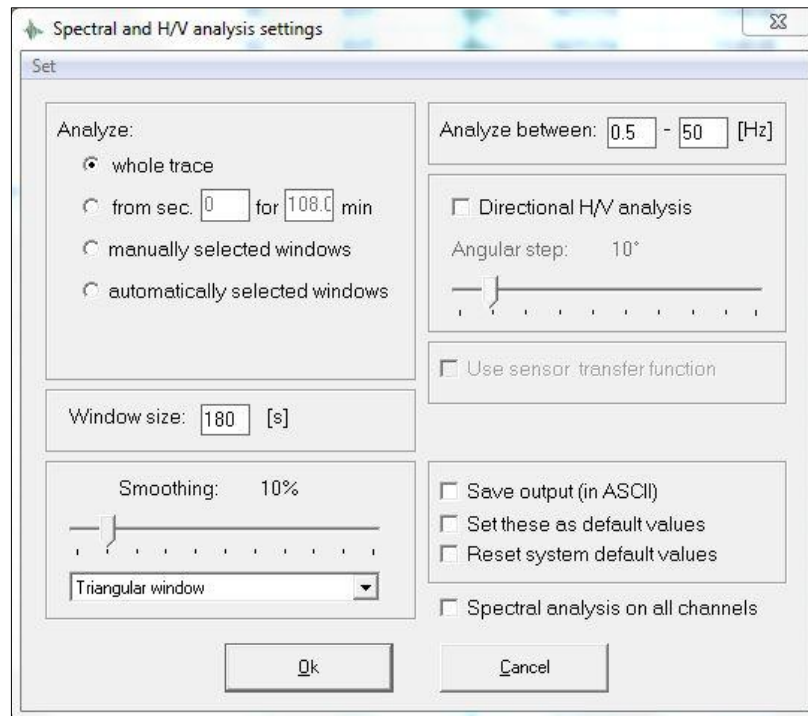 Spectral and H/V analysis settings
Set
Analyze:
whole trace
from sec. 0 for 108.0 min
manually selected windows
automatically selected windows
Window size: 180 [s]
Smoothing: 10%
Triangular window
Analyze between: 0.5 - 50 [Hz]
Directional H/V analysis
Angular step: 10°
Use sensor transfer function
Save output (in ASCII)
Set these as default values
Reset system default values
Spectral analysis on all channels
Ok
Cancel